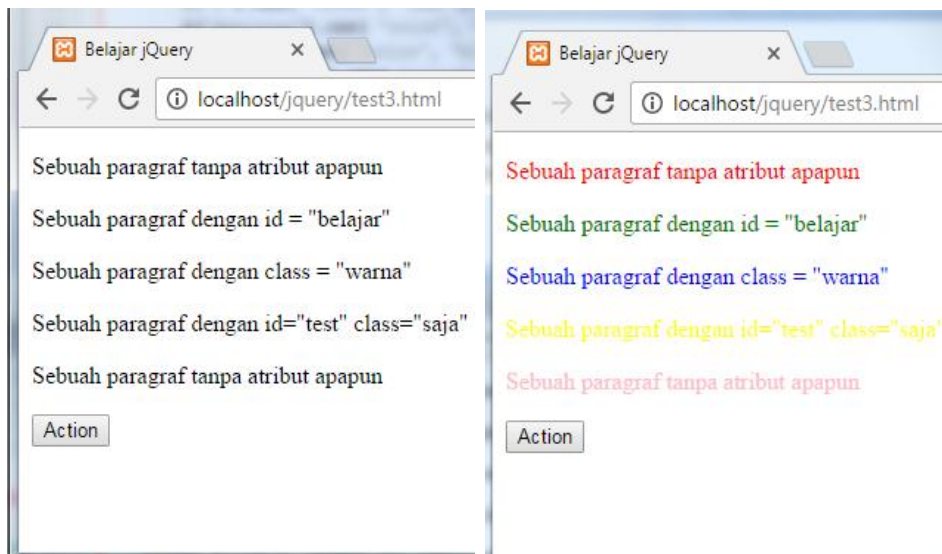 Belajar jQuery
localhost/jquery/test3.html
Sebuah paragraf tanpa atribut apapun
Sebuah paragraf dengan id = "belajar"
Sebuah paragraf dengan class = "warna"
Sebuah paragraf dengan id="test" class="saja"
Sebuah paragraf tanpa atribut apapun
Action
Belajar jQuery
localhost/jquery/test3.html
Sebuah paragraf tanpa atribut apapun
Sebuah paragraf dengan id = "belajar"
Sebuah paragraf dengan class = "warna"
Sebuah paragraf dengan id="test" class="saja"
Sebuah paragraf tanpa atribut apapun
Action